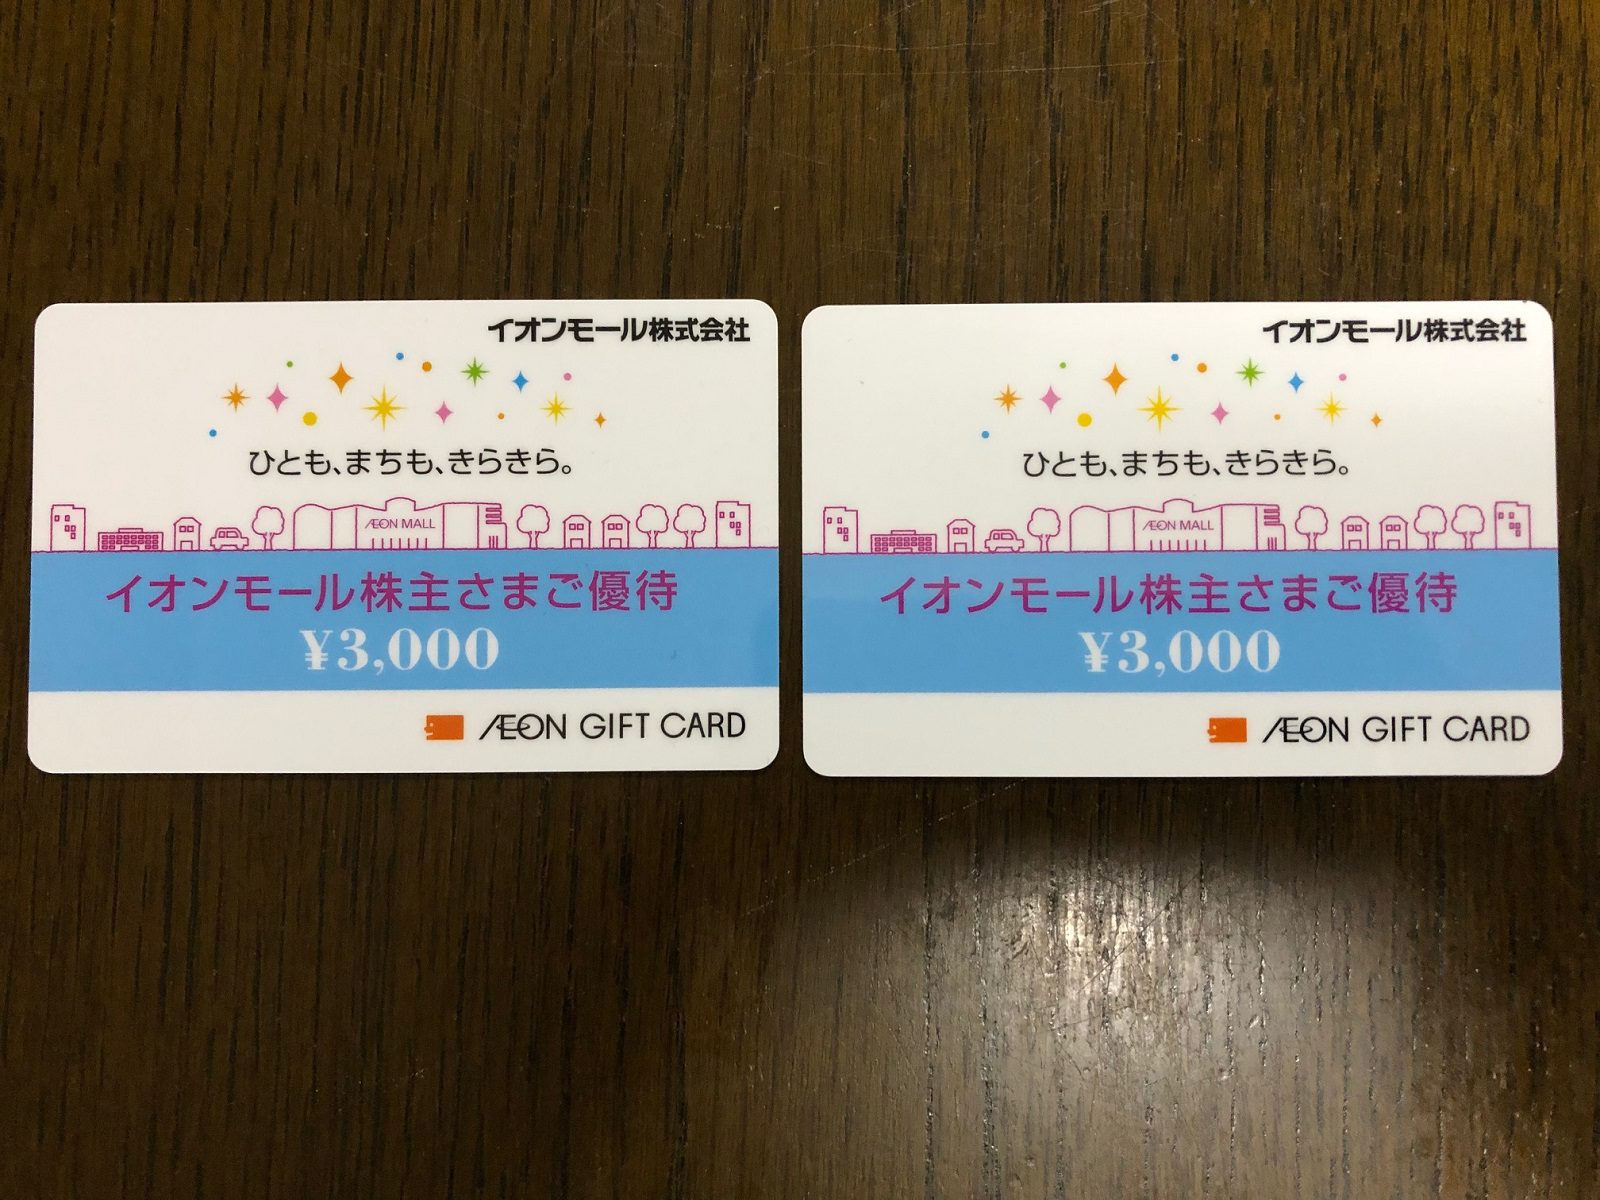 イオンモール株式会社
ひとも、まちも、きらきら。
ÆON MALL
イオンモール株主さまご優待
¥3,000
ÆON GIFT CARD
イオンモール株式会社
ひとも、まちも、きらきら。
ÆON MALL
イオンモール株主さまご優待
¥3,000
ÆON GIFT CARD